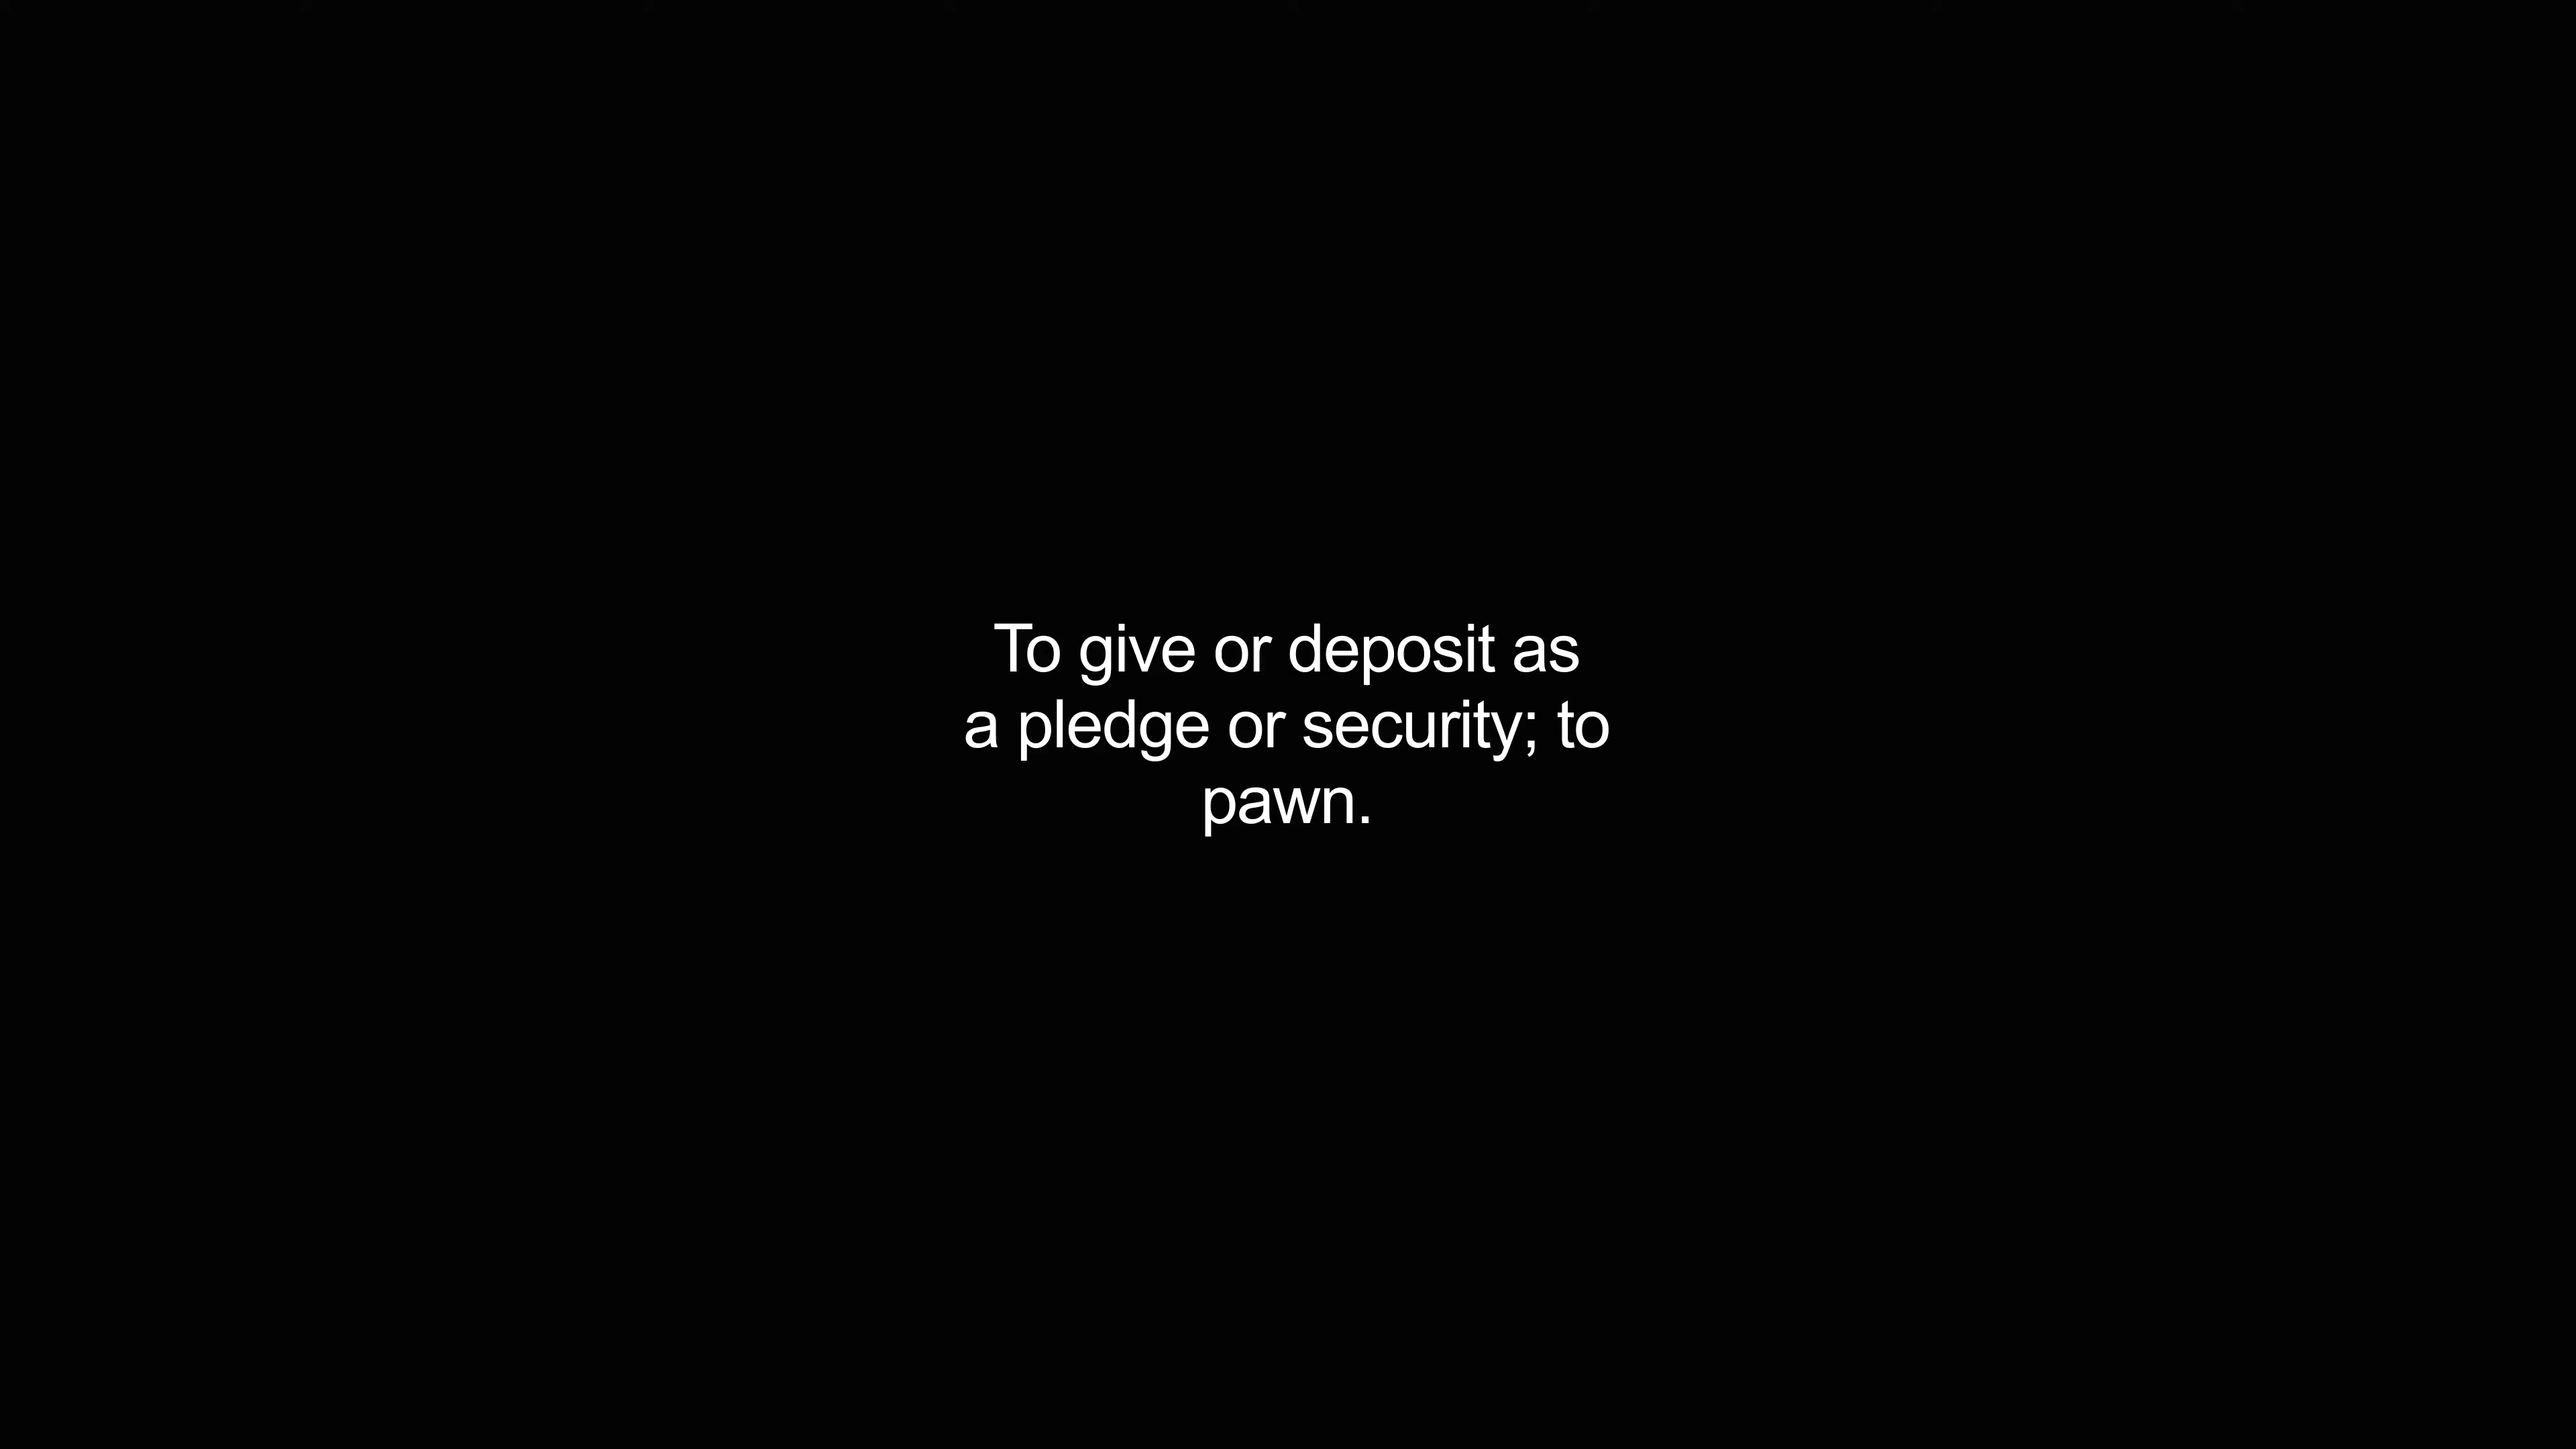 To give or deposit as
a pledge or security; to
pawn.